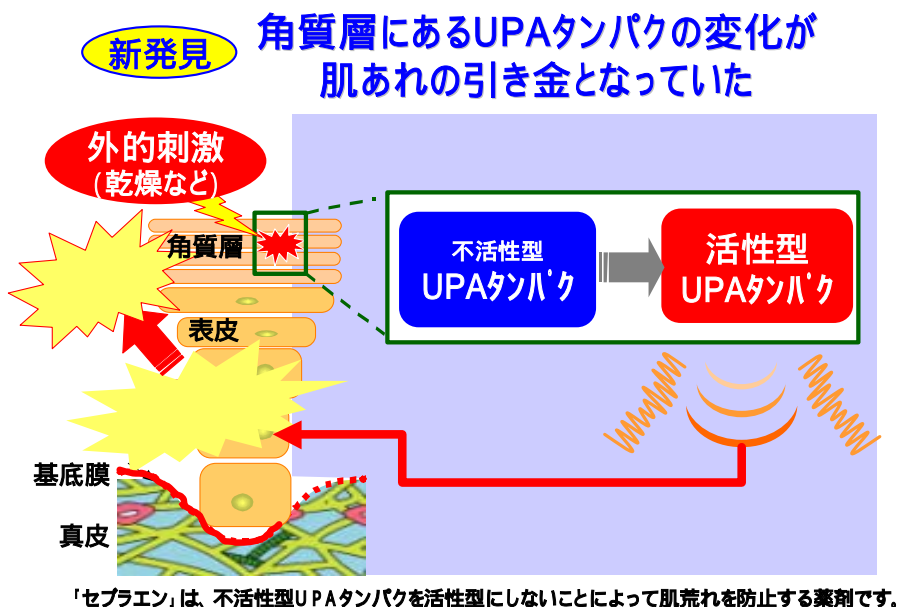 新発見
角質層にあるUPAタンパクの変化が
肌あれの引き金となっていた
外的刺激
(乾燥など)
角質層
不活性型
UPAタンパク
活性型
UPAタンパク
表皮
基底膜
真皮
「セプラエン」は、不活性型UPAタンパクを活性型にしないことによって肌荒れを防止する薬剤です。